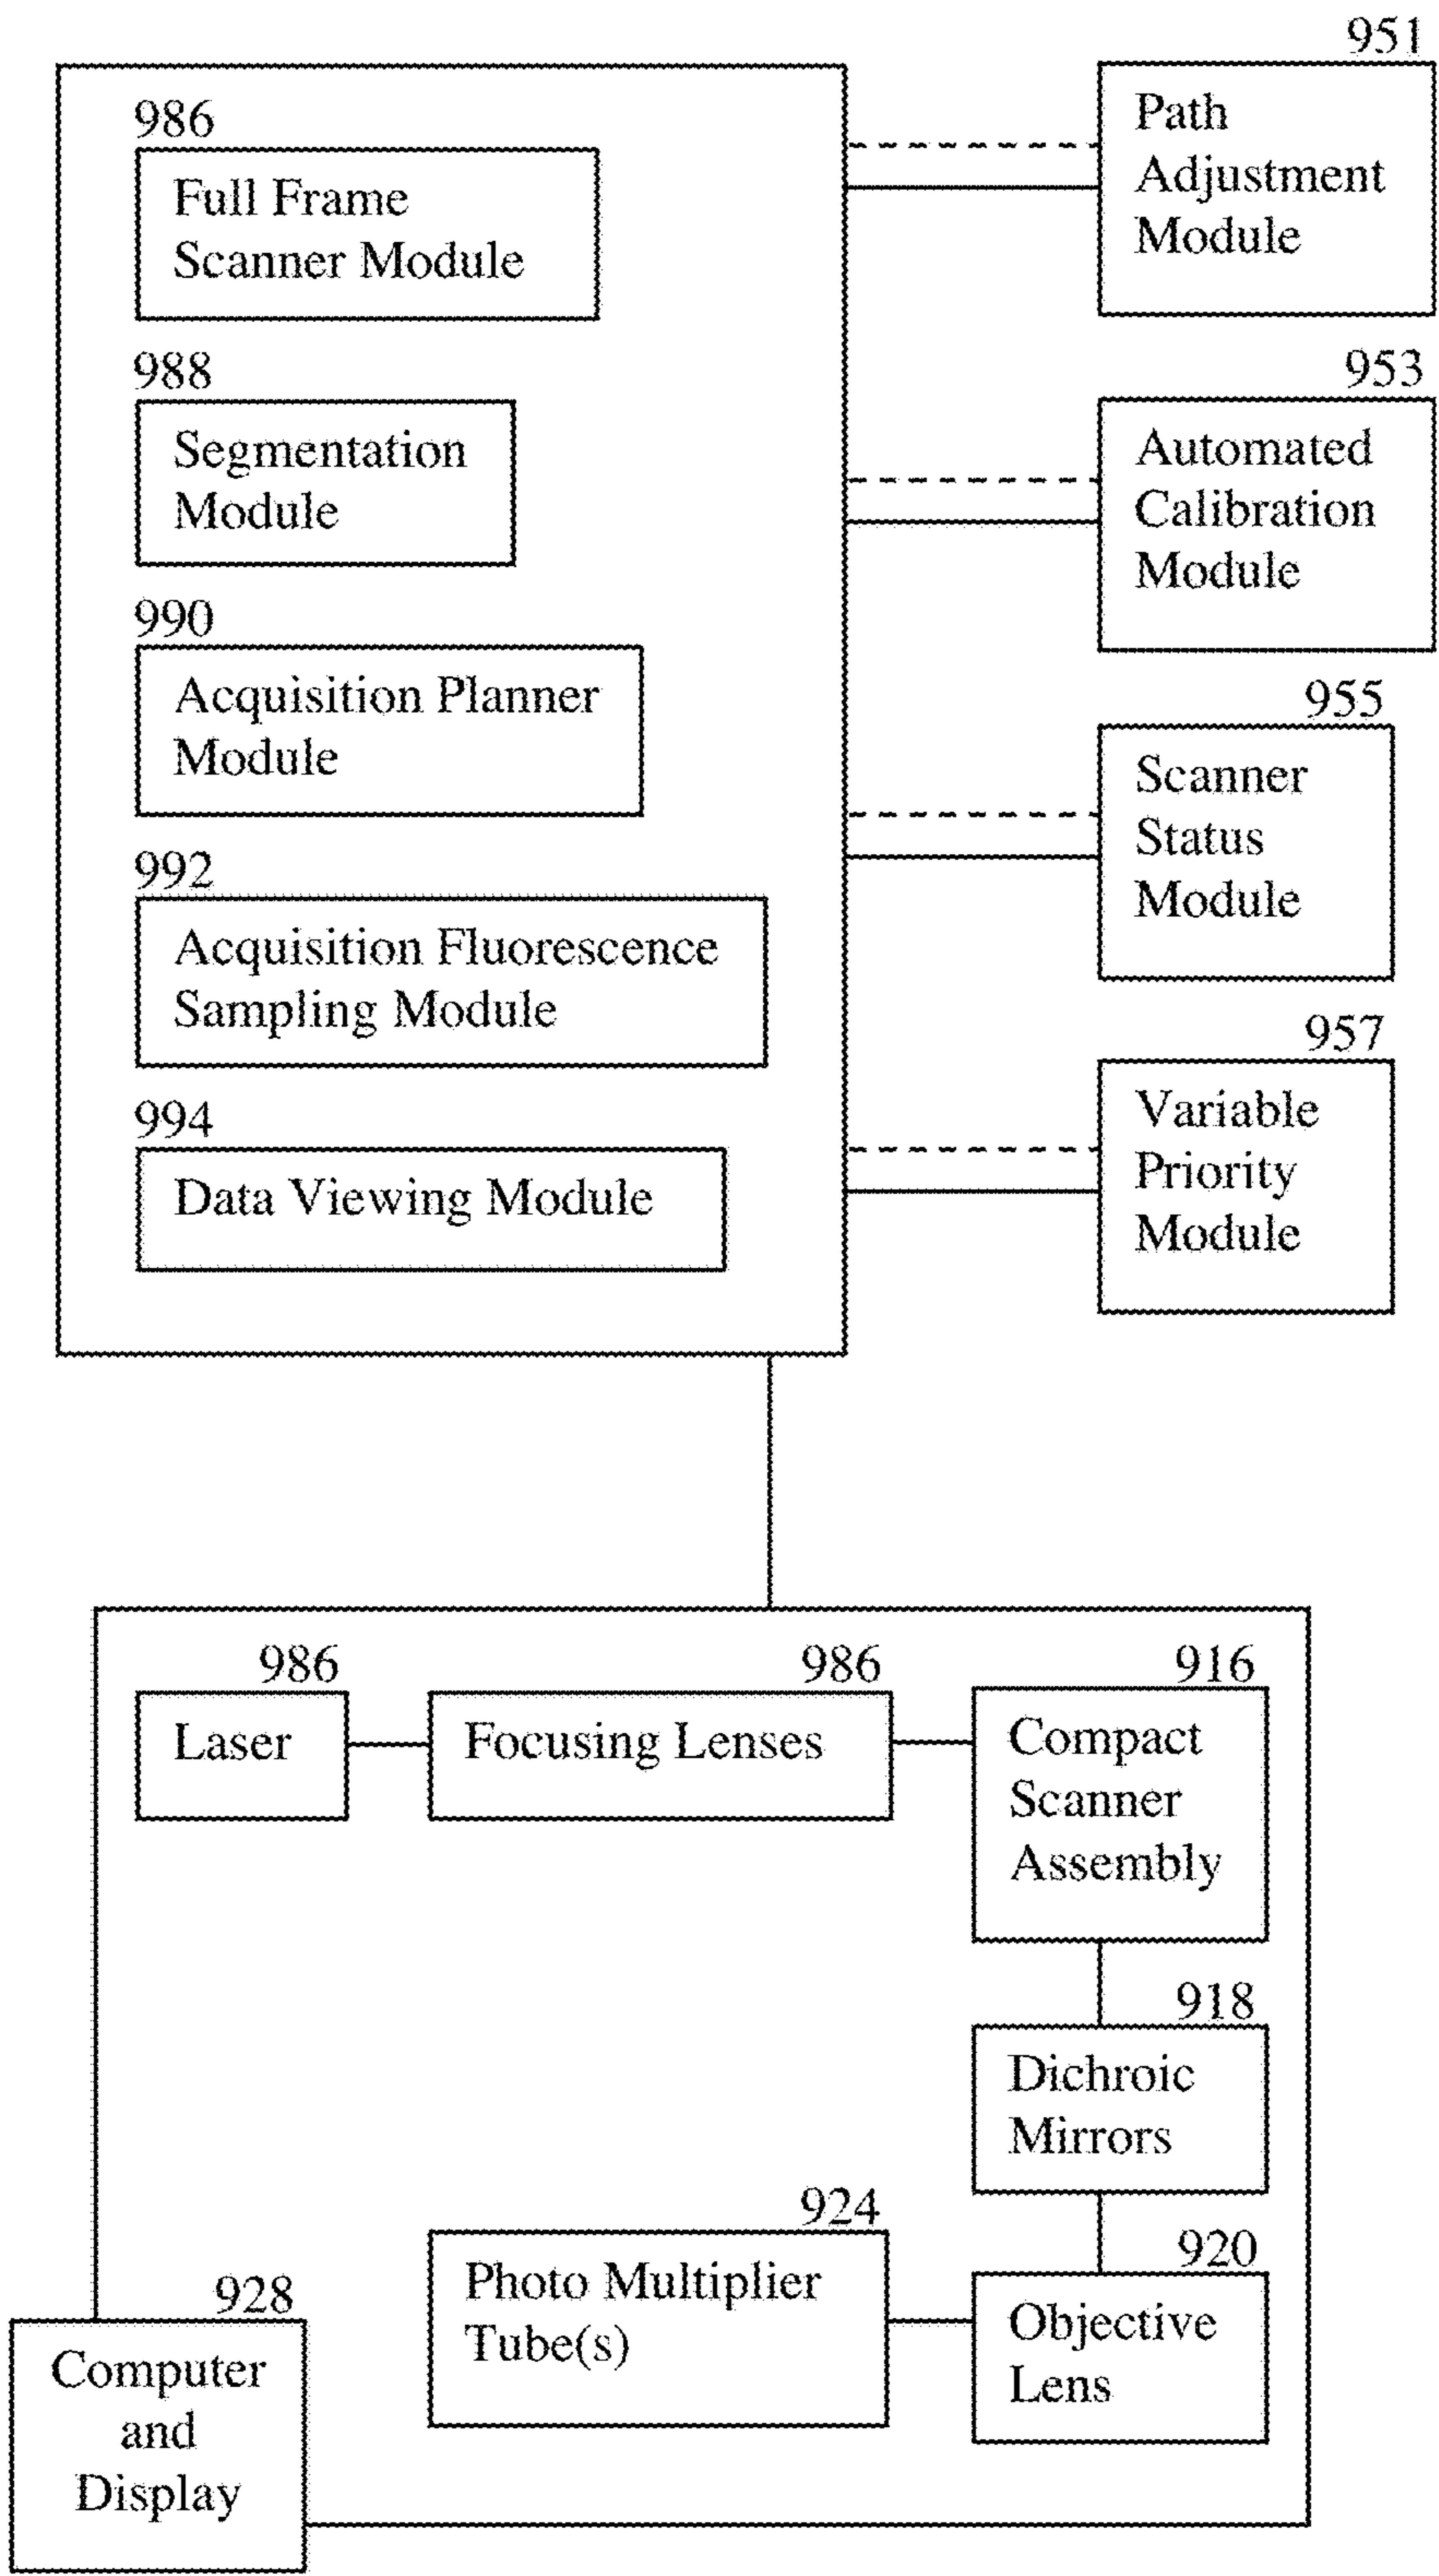 986
Full Frame
Scanner Module
988
Segmentation
Module
990
Acquisition Planner
Module
992
Acquisition Fluorescence
Sampling Module
994
Data Viewing Module
951
Path
Adjustment
Module
953
Automated
Calibration
Module
955
Scanner
Status
Module
957
Variable
Priority
Module
986
Laser
986
Focusing Lenses
916
Compact
Scanner
Assembly
918
Dichroic
Mirrors
920
Objective
Lens
924
Photo Multiplier
Tube(s)
928
Computer
and
Display